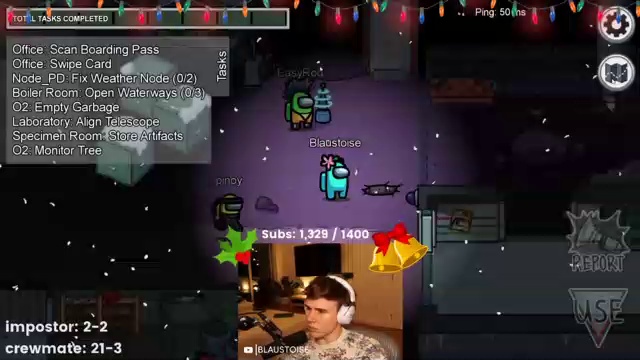 TOTAL TASKS COMPLETED
Ping: 50 ms
Office: Scan Boarding Pass
Office: Swipe Card
Node_PD: Fix Weather Node (0/2)
Boiler Room: Open Waterways (0/3)
O2: Empty Garbage
Laboratory: Align Telescope
Specimen Room: Store Artifacts
O2: Monitor Tree
Tasks
EasyRod
Blaustoise
pinoy
Subs: 1,329 / 1400
REPORT
USE
impostor: 2-2
crewmate: 21-3
BLAUSTOISE